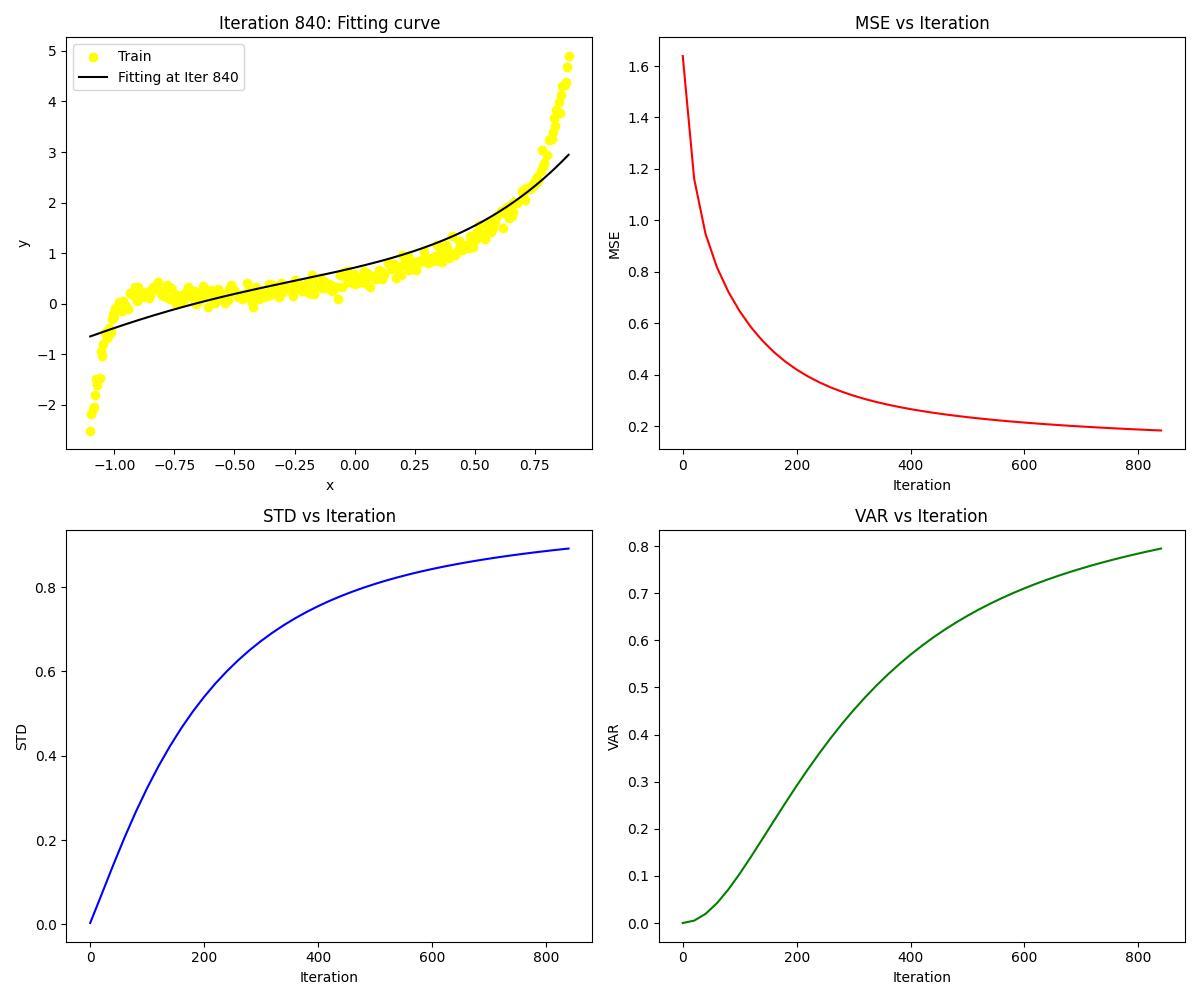 Iteration 840: Fitting curve
Train
Fitting at Iter 840
5
4
3
2
1
0
−1
−2
y
−1.00 −0.75 −0.50 −0.25 0.00 0.25 0.50 0.75
x
MSE vs Iteration
1.6
1.4
1.2
1.0
0.8
0.6
0.4
0.2
MSE
0 200 400 600 800
Iteration
STD vs Iteration
0.8
0.6
0.4
0.2
0.0
STD
0 200 400 600 800
Iteration
VAR vs Iteration
0.8
0.7
0.6
0.5
0.4
0.3
0.2
0.1
0.0
VAR
0 200 400 600 800
Iteration